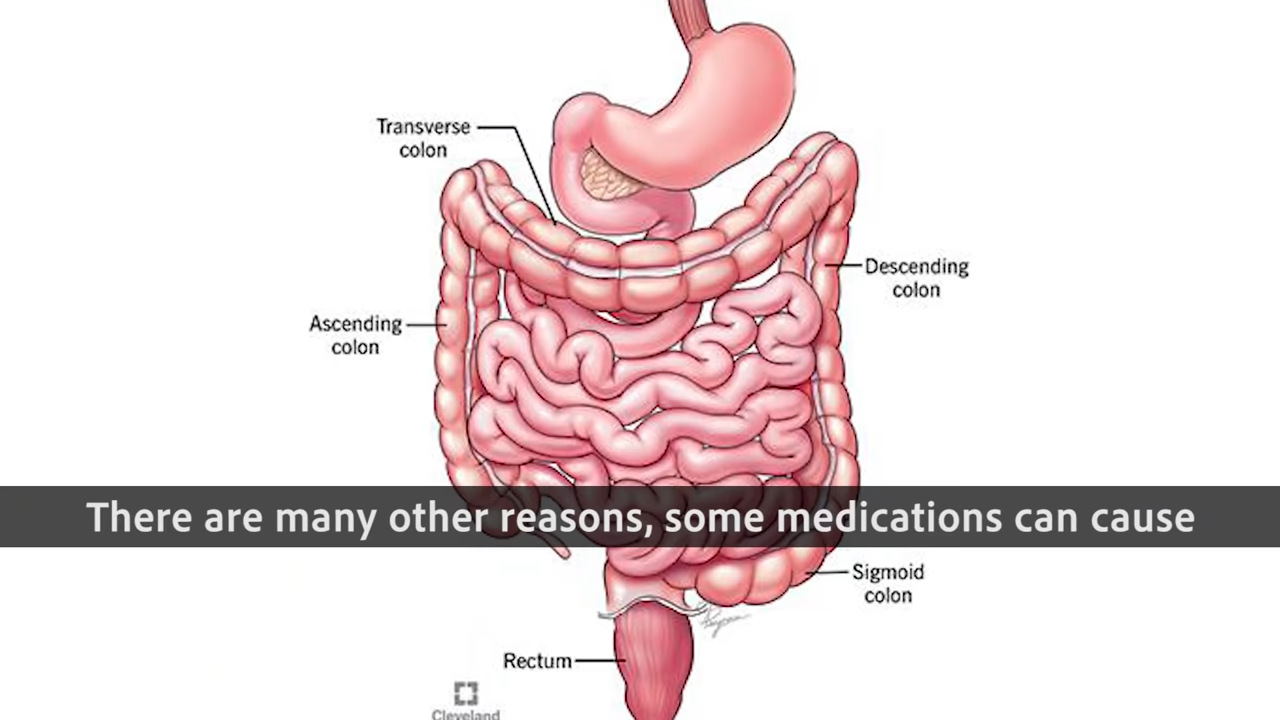 Transverse
colon
Descending
colon
Ascending
colon
There are many other reasons, some medications can cause
Sigmoid
colon
Rectum
Cleveland